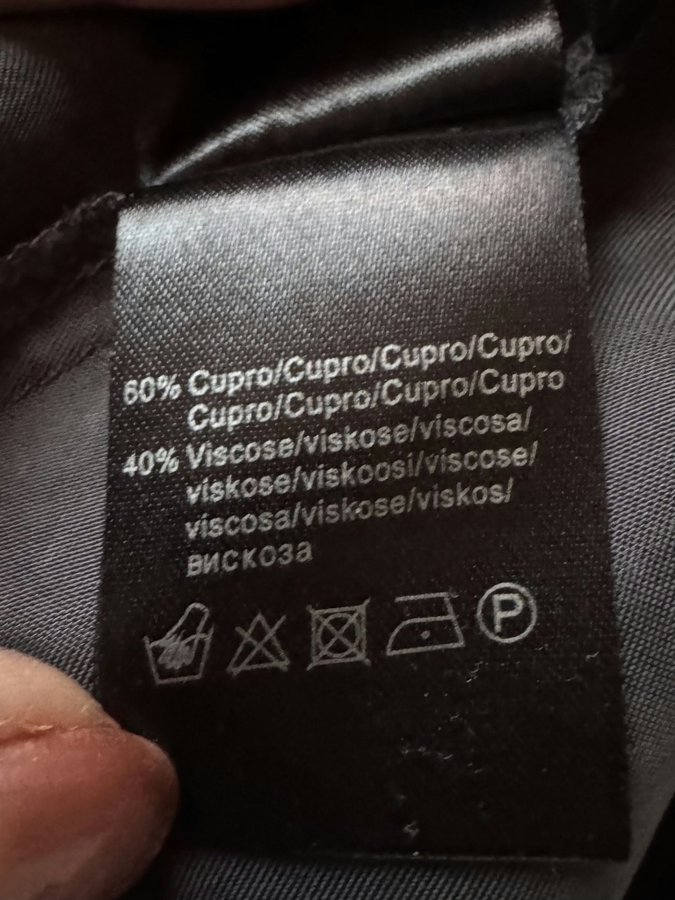 60% Cupro/Cupro/Cupro/Cupro/
Cupro/Cupro/Cupro/Cupro
40% Viscose/viskose/viscosa/
viskose/viskoosi/viscose/
viscosa/viskose/viskos/
вискоза
P